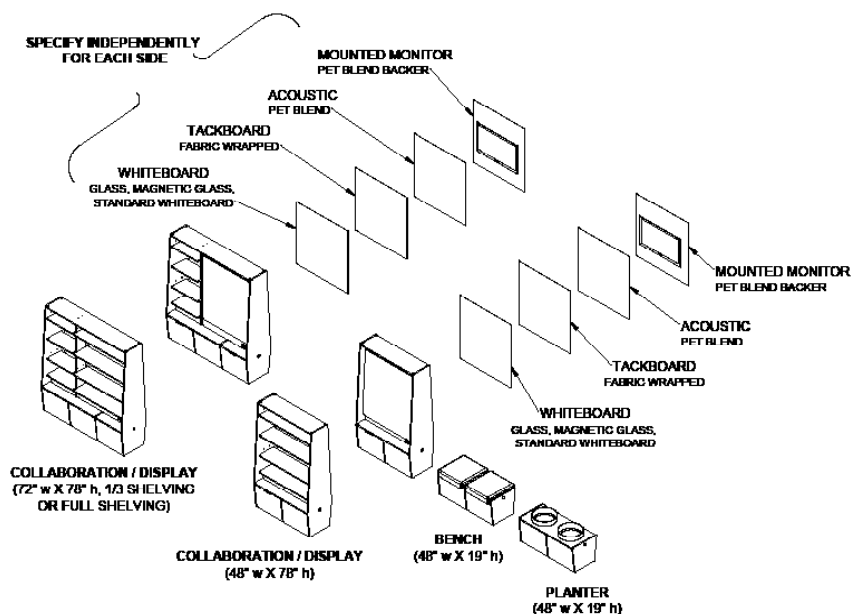 SPECIFY INDEPENDENTLY
FOR EACH SIDE
MOUNTED MONITOR
PET BLEND BACKER
ACOUSTIC
PET BLEND
TACKBOARD
FABRIC WRAPPED
WHITEBOARD
GLASS, MAGNETIC GLASS,
STANDARD WHITEBOARD
MOUNTED MONITOR
PET BLEND BACKER
ACOUSTIC
PET BLEND
TACKBOARD
FABRIC WRAPPED
WHITEBOARD
GLASS, MAGNETIC GLASS,
STANDARD WHITEBOARD
COLLABORATION / DISPLAY
(72" w X 78" h, 1/3 SHELVING
OR FULL SHELVING)
COLLABORATION / DISPLAY
(48" w X 78" h)
BENCH
(48" w X 19" h)
PLANTER
(48" w X 19" h)